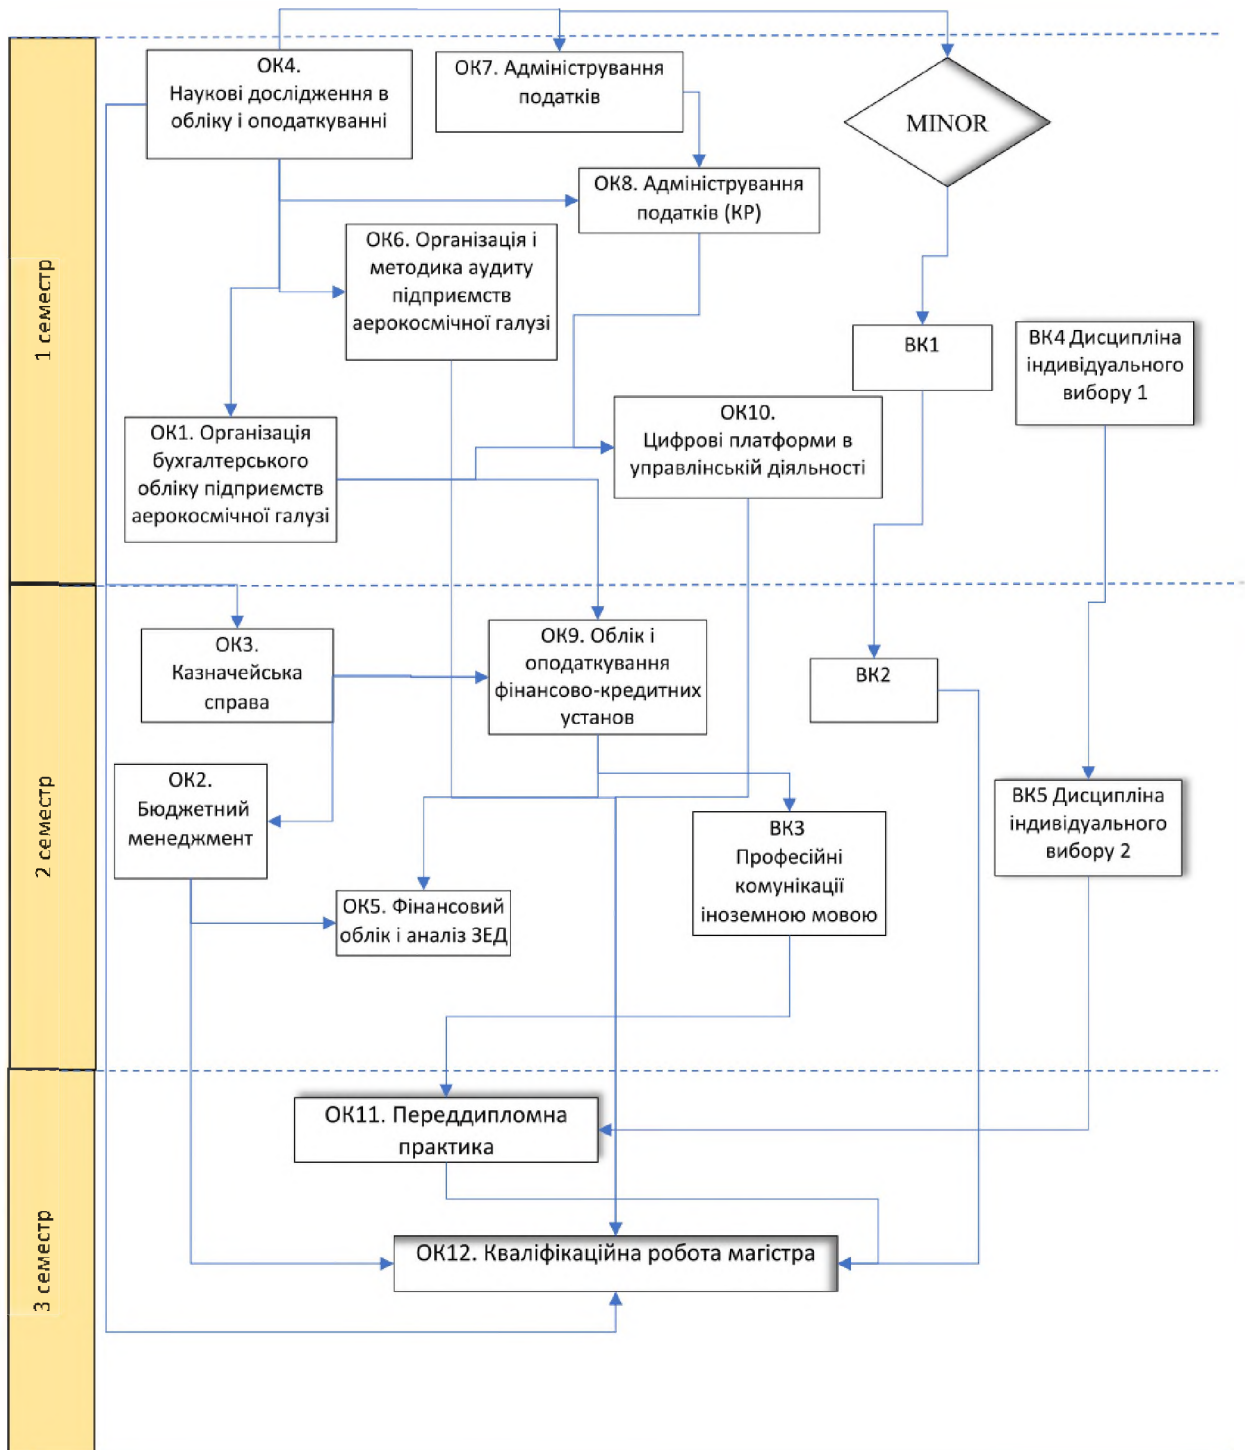 1 семестр
ОК4.
Наукові дослідження в
обліку і оподаткуванні
ОК7. Адміністрування
податків
MINOR
ОК8. Адміністрування
податків (КР)
ОК6. Організація і
методика аудиту
підприємств
аерокосмічної галузі
ВК1
ВК4 Дисципліна
індивідуального
вибору 1
ОК1. Організація
бухгалтерського
обліку підприємств
аерокосмічної галузі
ОК10.
Цифрові платформи в
управлінській діяльності
2 семестр
ОК3.
Казначейська
справа
ОК9. Облік і
оподаткування
фінансово-кредитних
установ
ВК2
ОК2.
Бюджетний
менеджмент
ВК3
Професійні
комунікації
іноземною мовою
ВК5 Дисципліна
індивідуального
вибору 2
ОК5. Фінансовий
облік і аналіз ЗЕД
3 семестр
ОК11. Переддипломна
практика
ОК12. Кваліфікаційна робота магістра